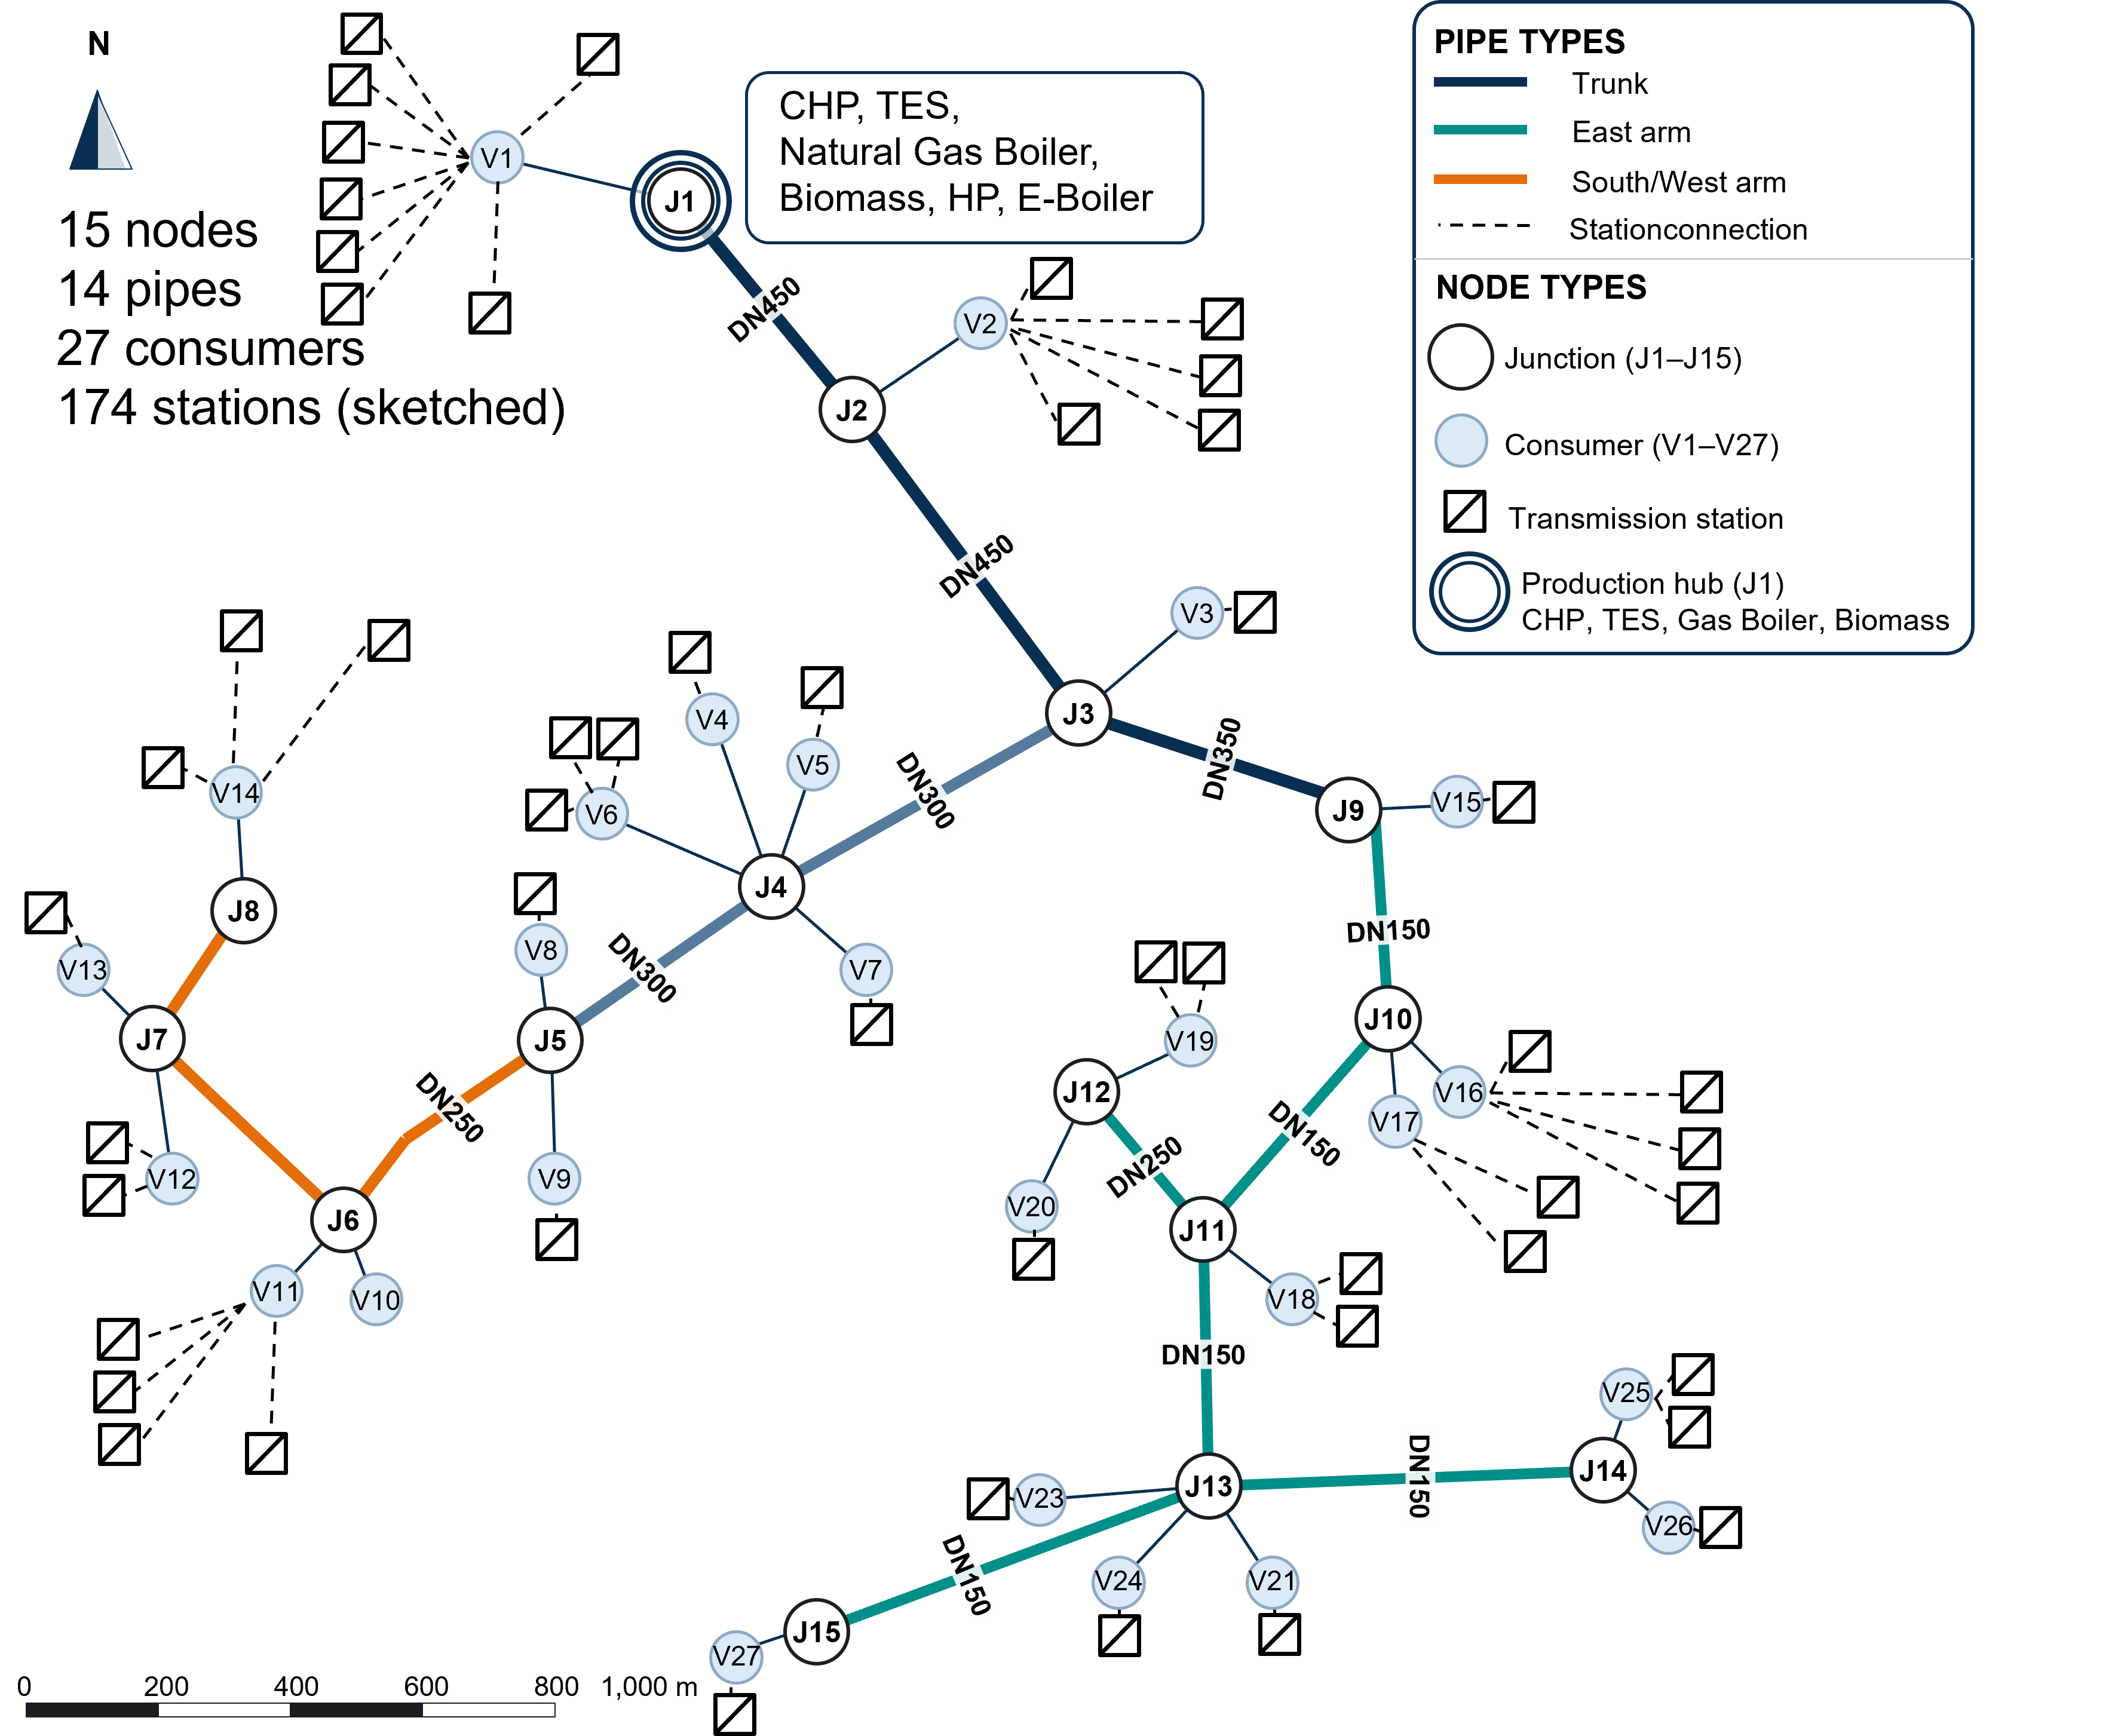 N
15 nodes
14 pipes
27 consumers
174 stations (sketched)
V1
J1
CHP, TES,
Natural Gas Boiler,
Biomass, HP, E-Boiler
PIPE TYPES
Trunk
East arm
South/West arm
Stationconnection
NODE TYPES
Junction (J1–J15)
Consumer (V1–V27)
Transmission station
Production hub (J1)
CHP, TES, Gas Boiler, Biomass
DN450
V2
J2
DN450
V3
J3
V4
V5
V6
DN300
DN350
V14
J4
J9
V15
J8
V8
DN300
V7
DN150
V13
J7
J5
J10
V19
DN250
J12
V16
V17
DN150
V12
V9
DN250
V20
J6
J11
V11
V10
V18
DN150
V25
DN150
J14
J13
V23
V26
DN150
V24
V21
J15
V27
0 200 400 600 800 1,000 m